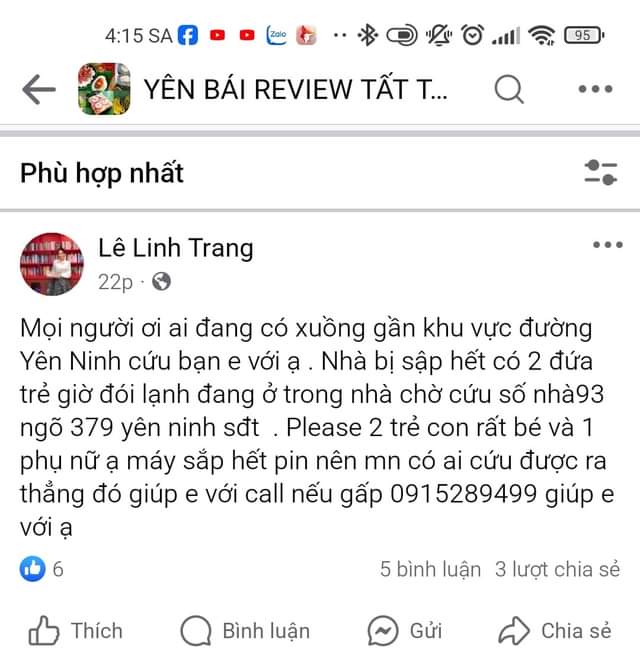 4:15 SA Zalo 95
YÊN BÁI REVIEW TẤT T...
Phù hợp nhất
Lê Linh Trang
22p ·
Mọi người ơi ai đang có xuồng gần khu vực đường
Yên Ninh cứu bạn e với ạ . Nhà bị sập hết có 2 đứa
trẻ giờ đói lạnh đang ở trong nhà chờ cứu số nhà93
ngõ 379 yên ninh sđt . Please 2 trẻ con rất bé và 1
phụ nữ ạ máy sắp hết pin nên mn có ai cứu được ra
thẳng đó giúp e với call nếu gấp 0915289499 giúp e
với ạ
6 5 bình luận 3 lượt chia sẻ
Thích Bình luận Gửi Chia sẻ